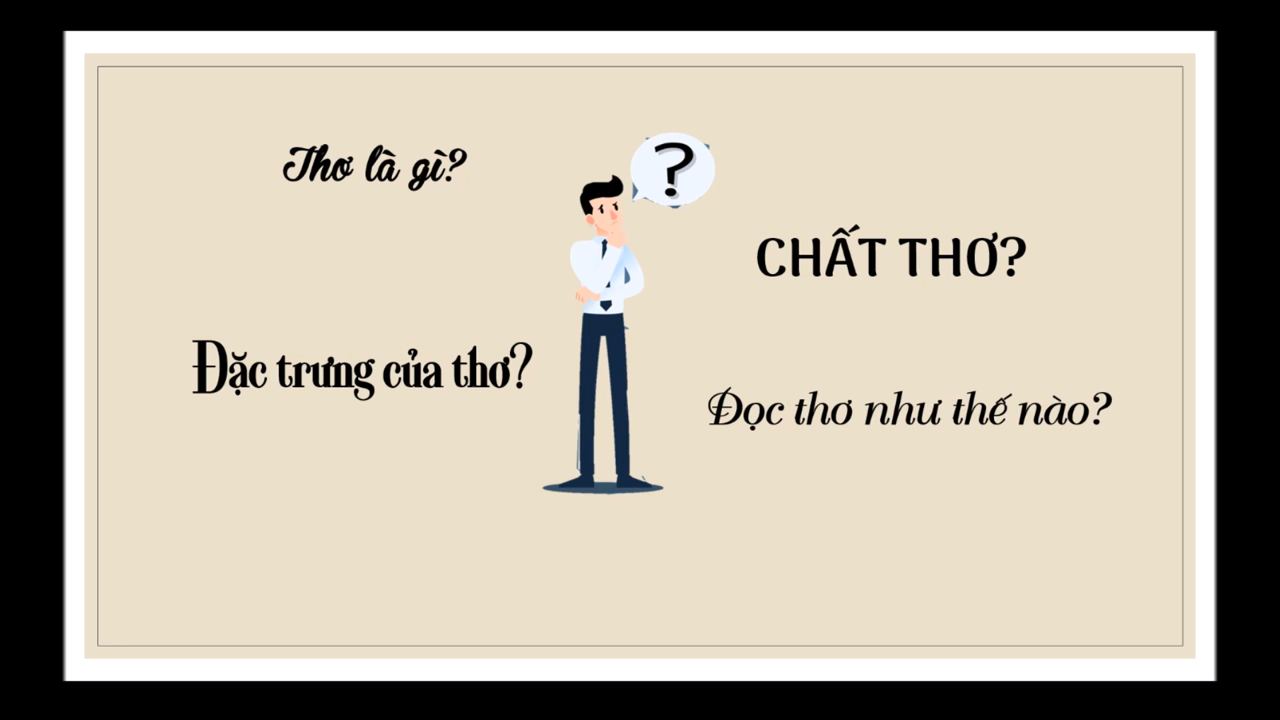 Thơ là gì?
?
CHẤT THƠ?
Đặc trưng của thơ?
Đọc thơ như thế nào?